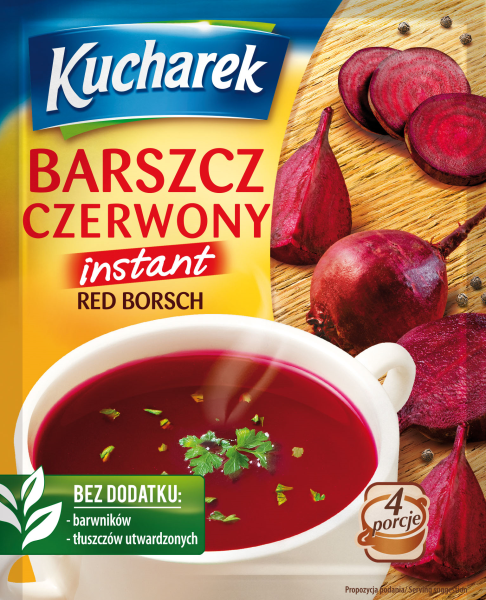 Kucharek
BARSZCZ
CZERWONY
instant
RED BORSCH
BEZ DODATKU:
- barwników
- tłuszczów utwardzonych
4
porcje
Propozycja podania/ Serving suggestion